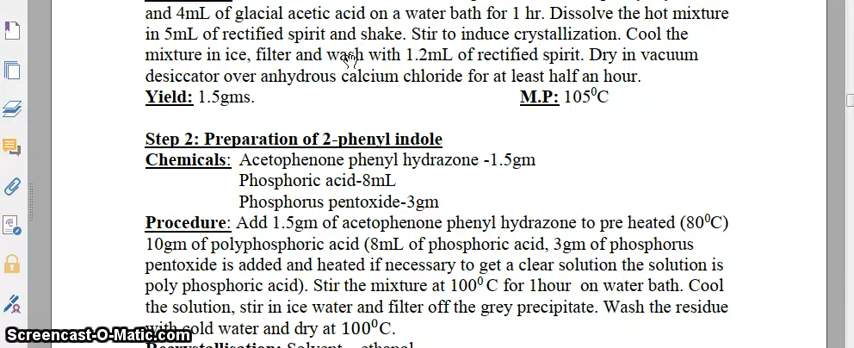 and 4mL of glacial acetic acid on a water bath for 1 hr. Dissolve the hot mixture
in 5mL of rectified spirit and shake. Stir to induce crystallization. Cool the
mixture in ice, filter and wash with 1.2mL of rectified spirit. Dry in vacuum
desiccator over anhydrous calcium chloride for at least half an hour.
Yield: 1.5gms. M.P: 105⁰C
Step 2: Preparation of 2-phenyl indole
Chemicals: Acetophenone phenyl hydrazone -1.5gm
Phosphoric acid-8mL
Phosphorus pentoxide-3gm
Procedure: Add 1.5gm of acetophenone phenyl hydrazone to pre heated (80⁰C)
10gm of polyphosphoric acid (8mL of phosphoric acid, 3gm of phosphorus
pentoxide is added and heated if necessary to get a clear solution the solution is
poly phosphoric acid). Stir the mixture at 100⁰ C for 1hour on water bath. Cool
the solution, stir in ice water and filter off the grey precipitate. Wash the residue
with cold water and dry at 100⁰C.
Recrystallisation: Solvent – ethanol
Screencast-O-Matic.com